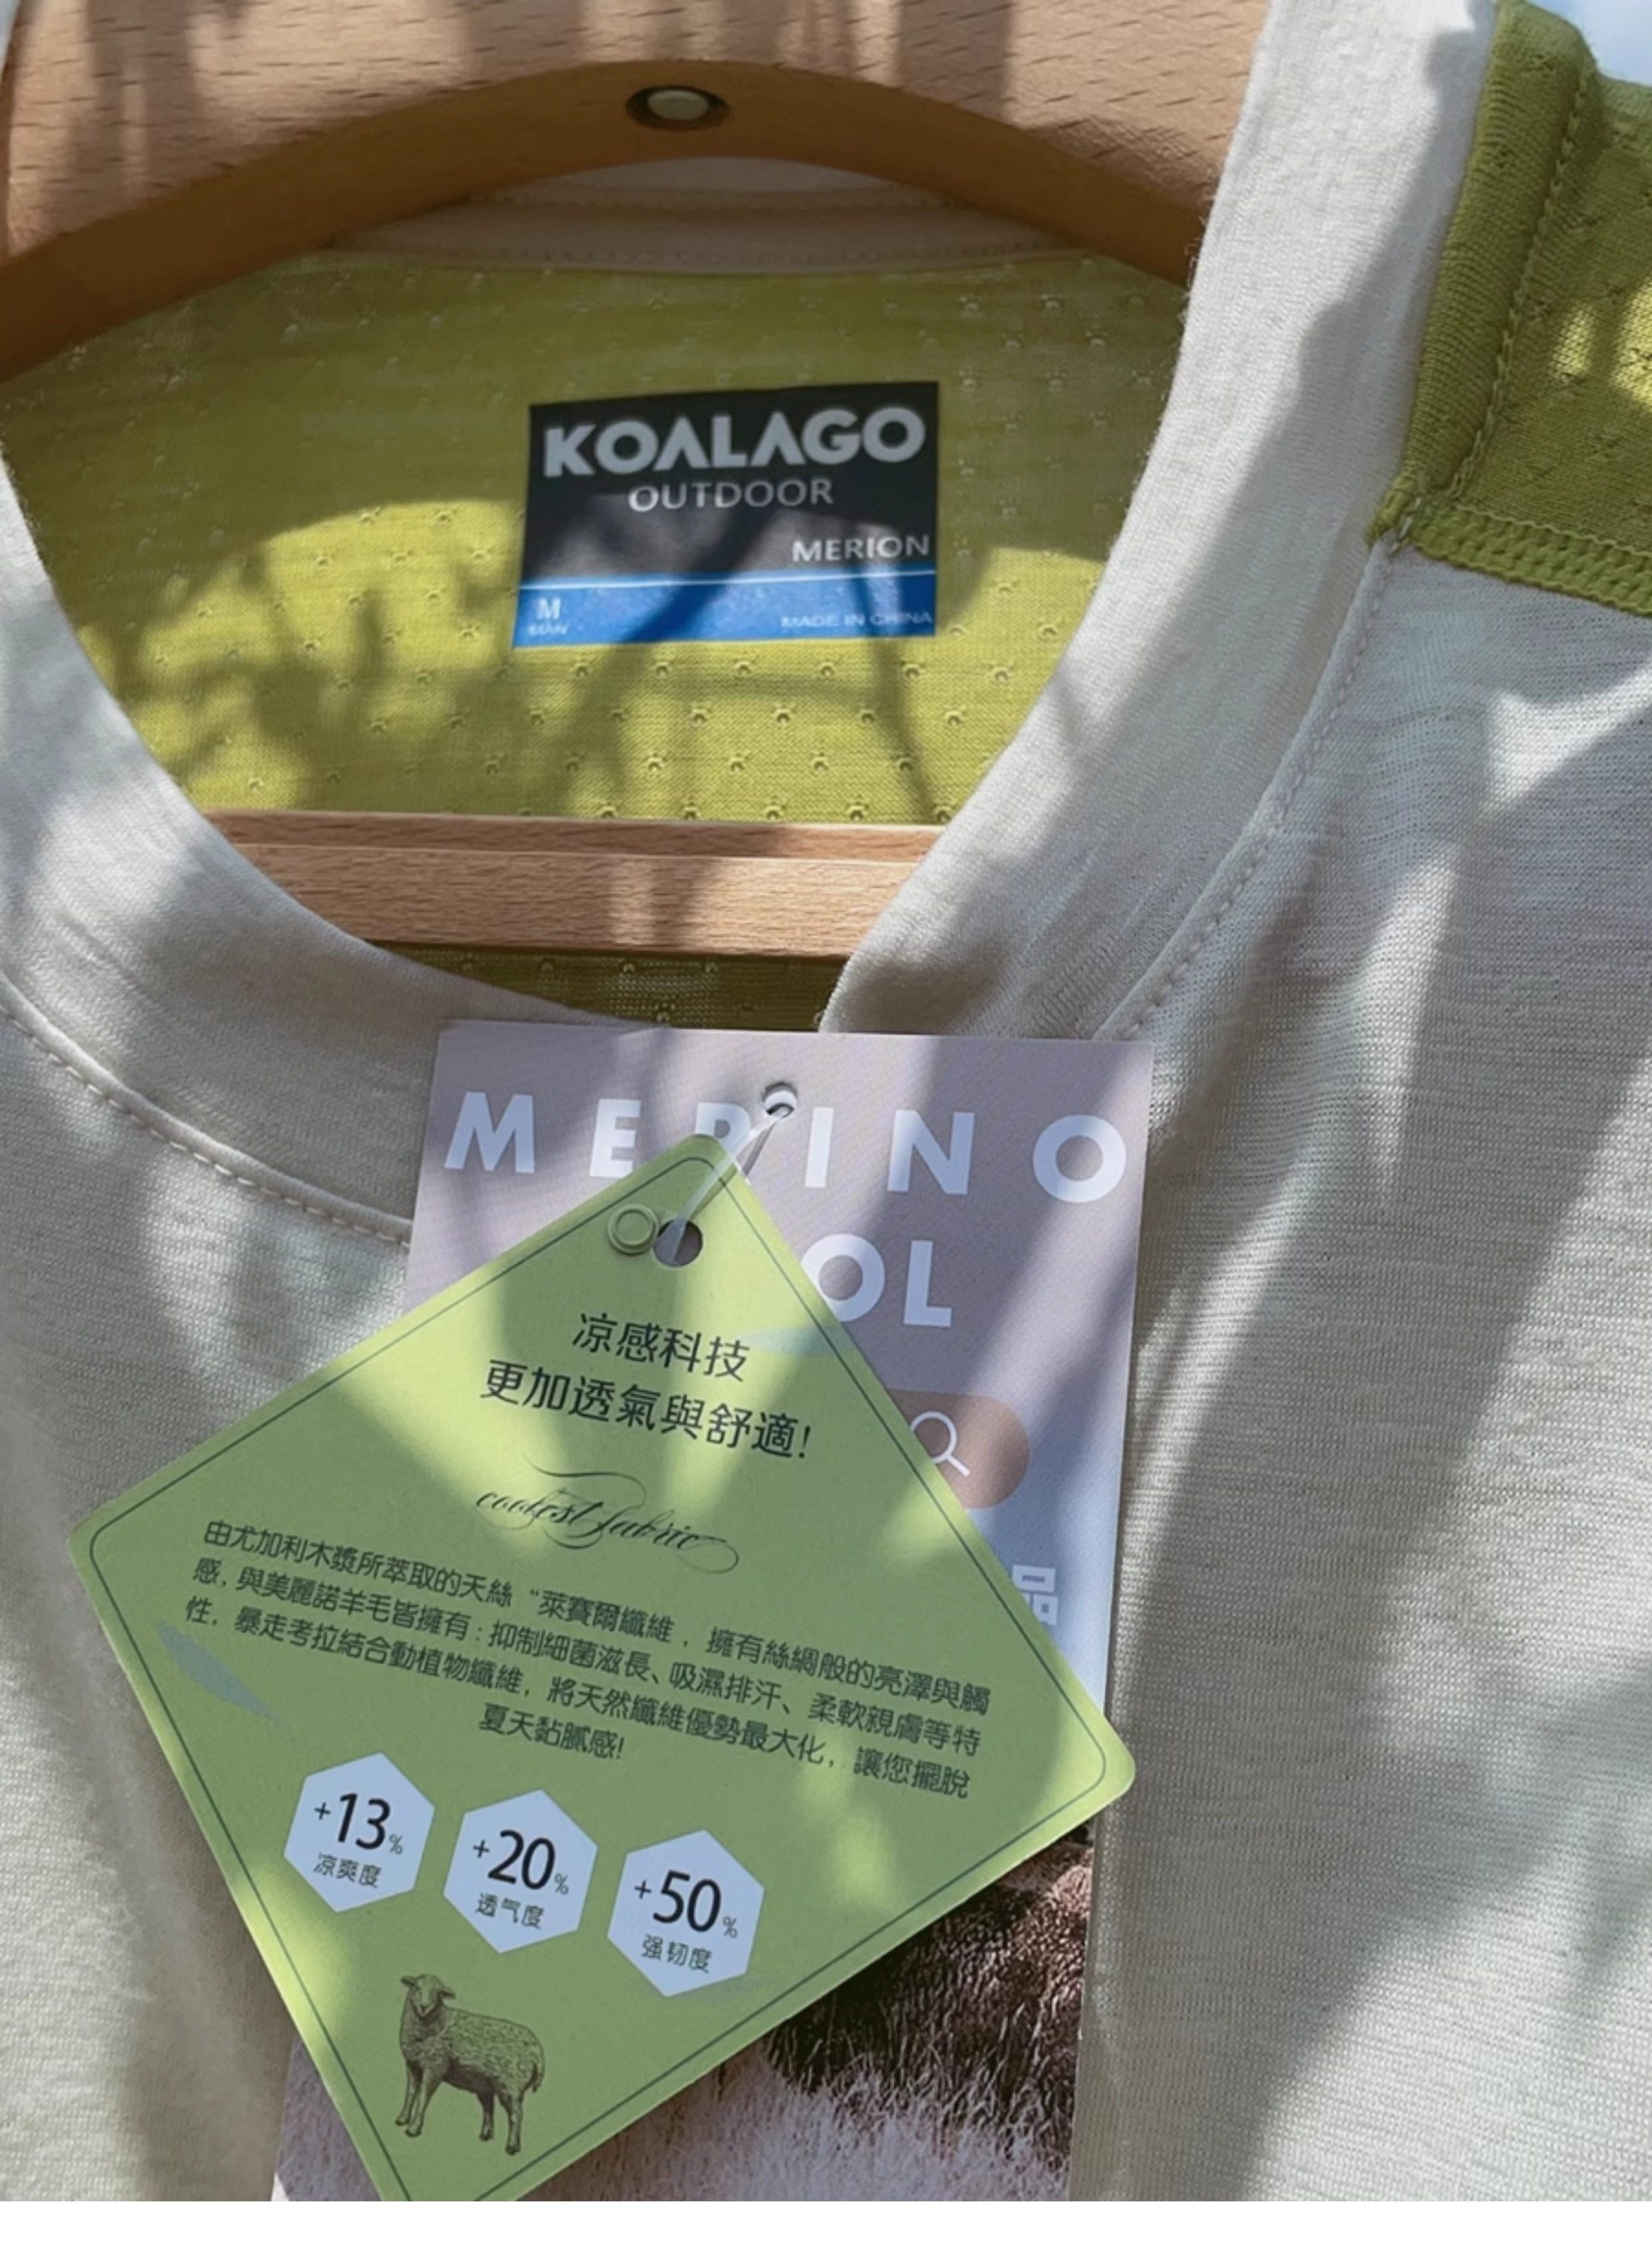 KOALAGO
OUTDOOR
MERION
M
MAN
MADE IN CHINA
MERINO
OL
品
凉感科技
更加透氣與舒適!
coolest fabric
由尤加利木漿所萃取的天絲“萊賽爾纖維，擁有絲綢般的亮澤與觸
感，與美麗諾羊毛皆擁有：抑制細菌滋長、吸濕排汗、柔軟親膚等特
性．暴走考拉結合動植物纖維，將天然纖維優勢最大化，讓您擺脫
夏天黏膩感!
+13%
凉爽度
+20%
透气度
+50%
强韧度